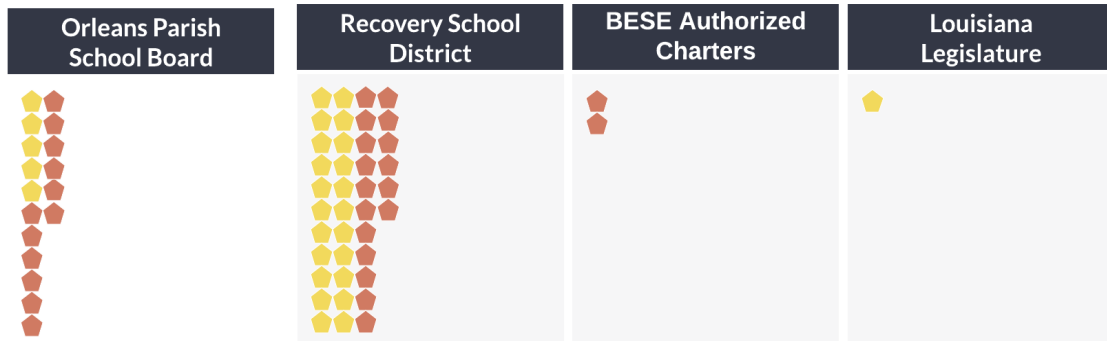 Orleans Parish
School Board
Recovery School
District
BESE Authorized
Charters
Louisiana
Legislature